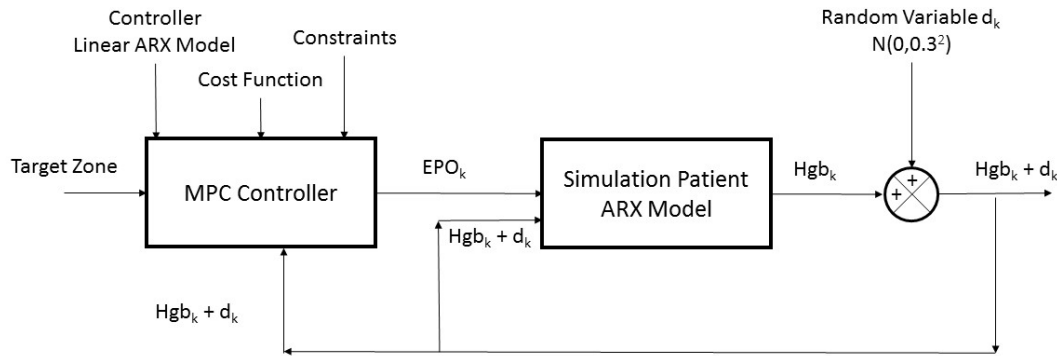 Controller
Linear ARX Model
Constraints
Cost Function
Random Variable dₖ
N(0,0.3²)
Target Zone
MPC Controller
EPOₖ
Simulation Patient
ARX Model
Hgbₖ
+
+
Hgbₖ + dₖ
Hgbₖ + dₖ
Hgbₖ + dₖ